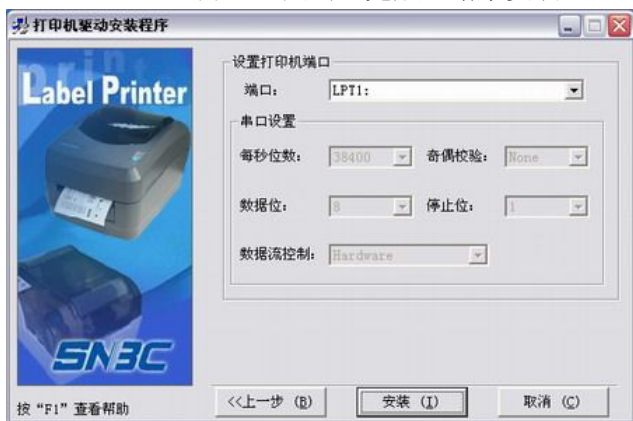 打印机驱动安装程序
Label Printer
设置打印机端口
端口: LPT1:
串口设置
每秒位数: 38400 奇偶校验: None
数据位: 8 停止位: 1
数据流控制: Hardware
SNBC
按 “F1” 查看帮助
<<上一步 (B) 安装 (I) 取消 (C)